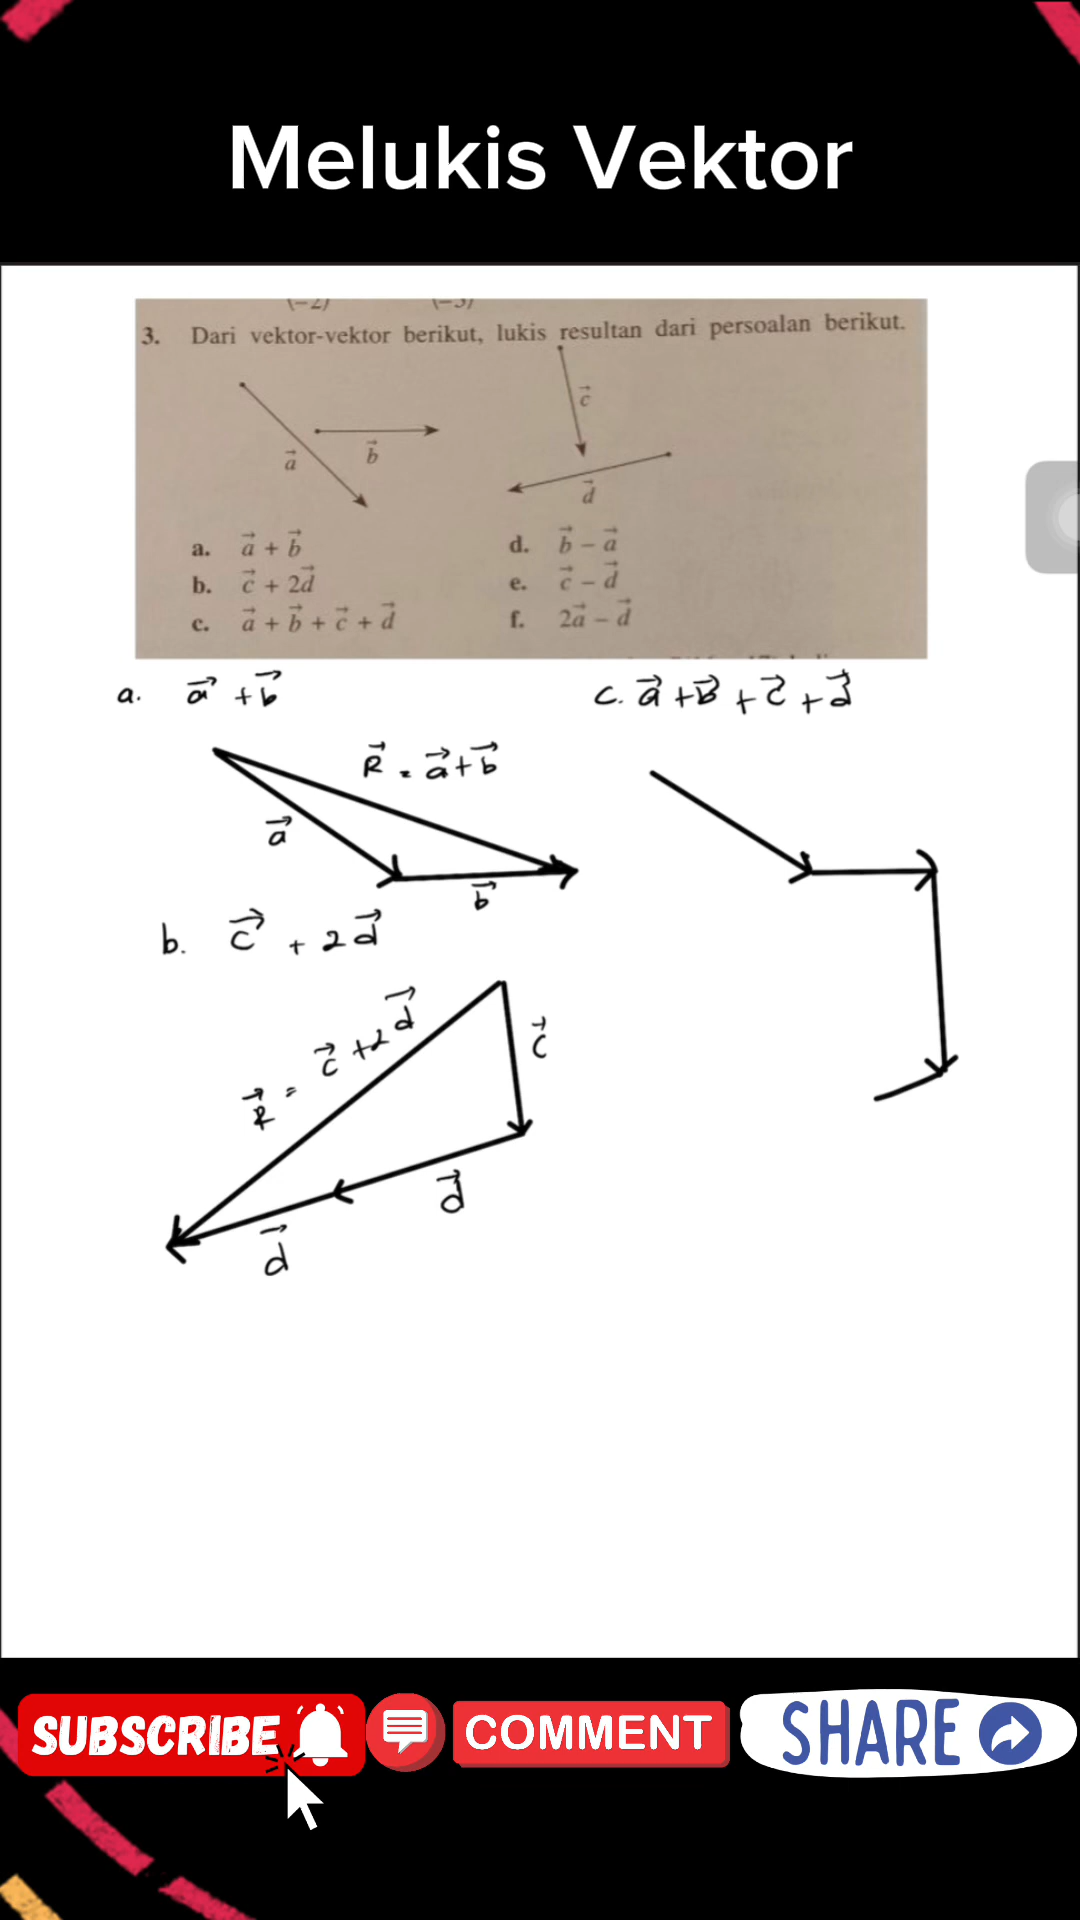 Melukis Vektor
3. Dari vektor-vektor berikut, lukis resultan dari persoalan berikut.
a⃗
b⃗
c⃗
d⃗
a. a⃗ + b⃗
b. c⃗ + 2d⃗
c. a⃗ + b⃗ + c⃗ + d⃗
d. b⃗ – a⃗
e. c⃗ – d⃗
f. 2a⃗ – d⃗
a. a⃗ + b⃗
R⃗ = a⃗ + b⃗
a⃗
b⃗
b. c⃗ + 2d⃗
R⃗ = c⃗ + 2d⃗
c⃗
d⃗
d⃗
c. a⃗ + b⃗ + c⃗ + d⃗
SUBSCRIBE
COMMENT
SHARE